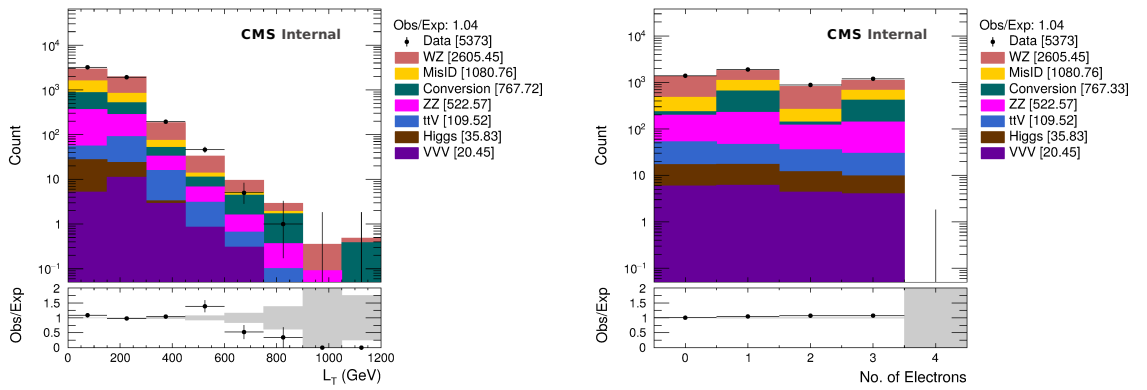 Obs/Exp: 1.04
CMS Internal
Data [5373]
WZ [2605.45]
MisID [1080.76]
Conversion [767.72]
ZZ [522.57]
ttV [109.52]
Higgs [35.83]
VVV [20.45]
Count
10⁴
10³
10²
10
1
10⁻¹
Obs/Exp
2
1.5
1
0.5
0
0 200 400 600 800 1000 1200
L_T (GeV)
Obs/Exp: 1.04
CMS Internal
Data [5373]
WZ [2605.45]
MisID [1080.76]
Conversion [767.33]
ZZ [522.57]
ttV [109.52]
Higgs [35.83]
VVV [20.45]
Count
10⁴
10³
10²
10
1
10⁻¹
Obs/Exp
2
1.5
1
0.5
0
0 1 2 3 4
No. of Electrons